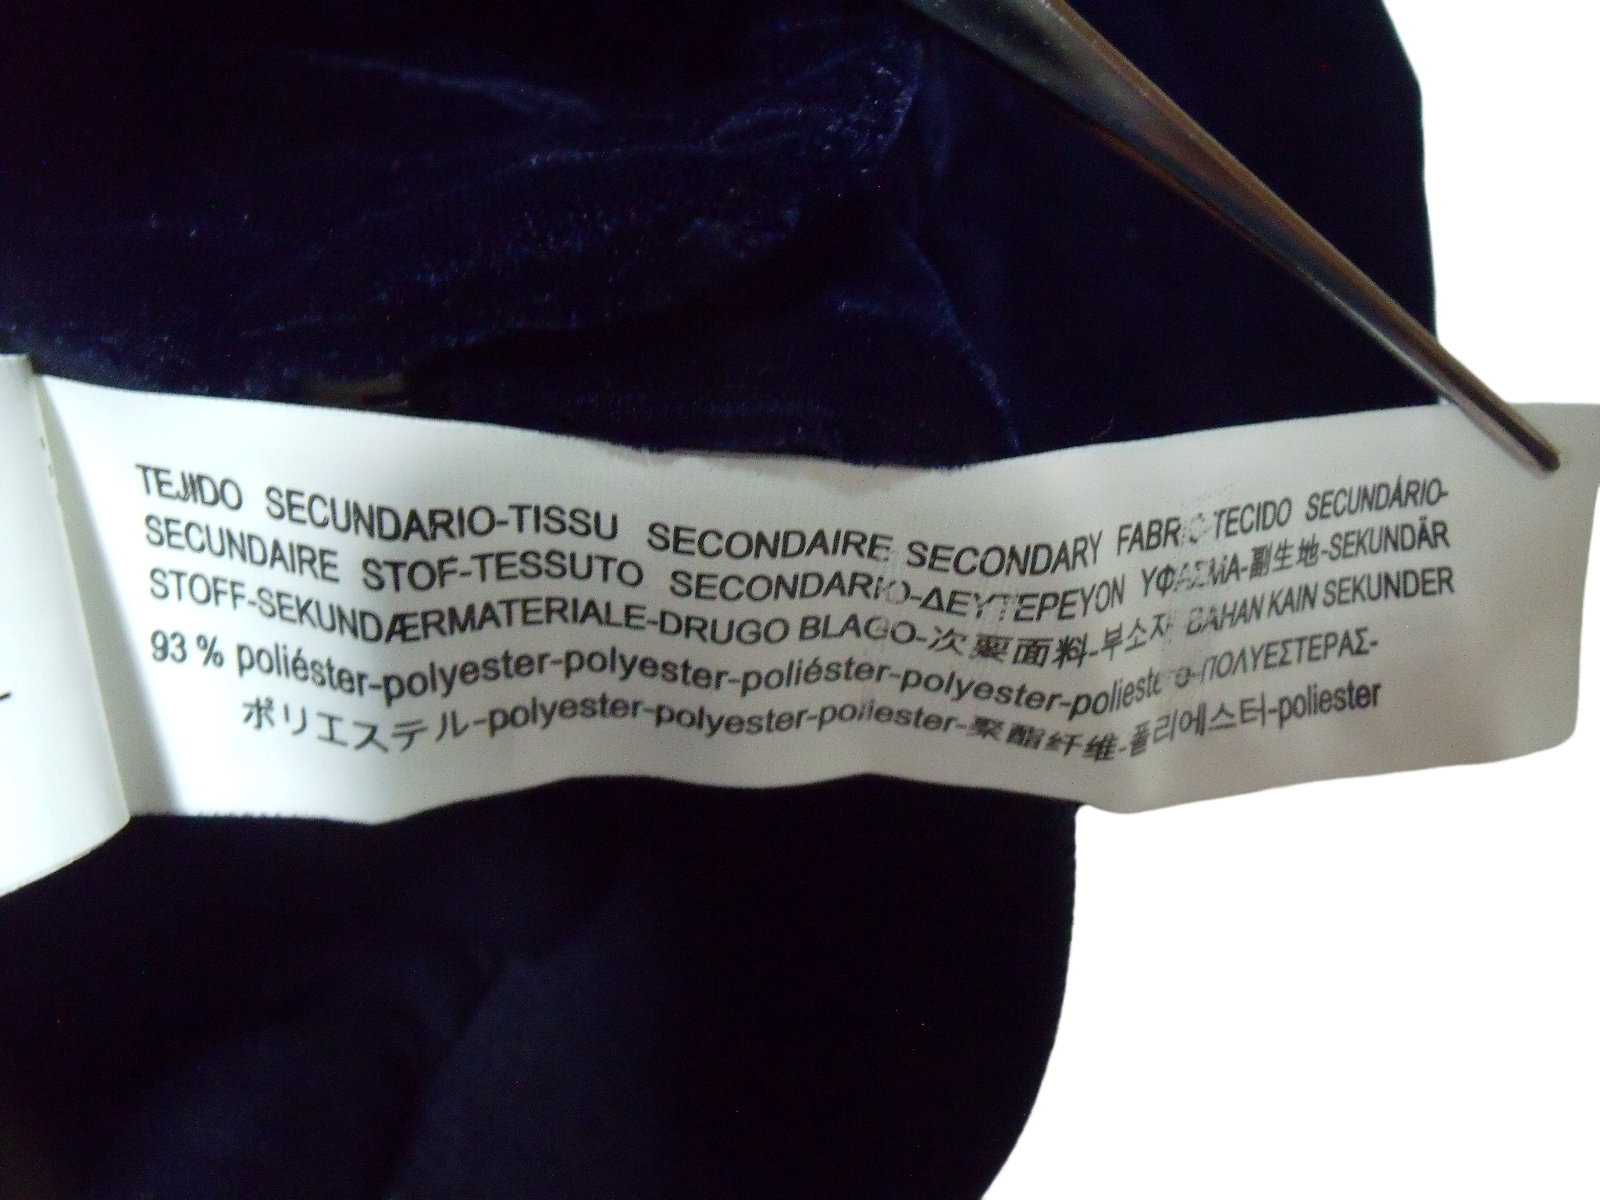 TEJIDO SECUNDARIO-TISSU SECONDAIRE SECONDARY FABRIC-TECIDO SECUNDÁRIO-
SECUNDAIRE STOF-TESSUTO SECONDARIO-ΔΕΥΤΕΡΕΥΟΝ ΥΦΑΣΜΑ-副生地-SEKUNDÄR
STOFF-SEKUNDÆRMATERIALE-DRUGO BLAGO-次要面料-부소자-BAHAN KAIN SEKUNDER
93 % poliéster-polyester-polyester-poliéster-polyester-poliestere-ΠΟΛΥΕΣΤΕΡΑΣ-
ポリエステル-polyester-polyester-poliester-聚酯纤维-폴리에스터-poliester